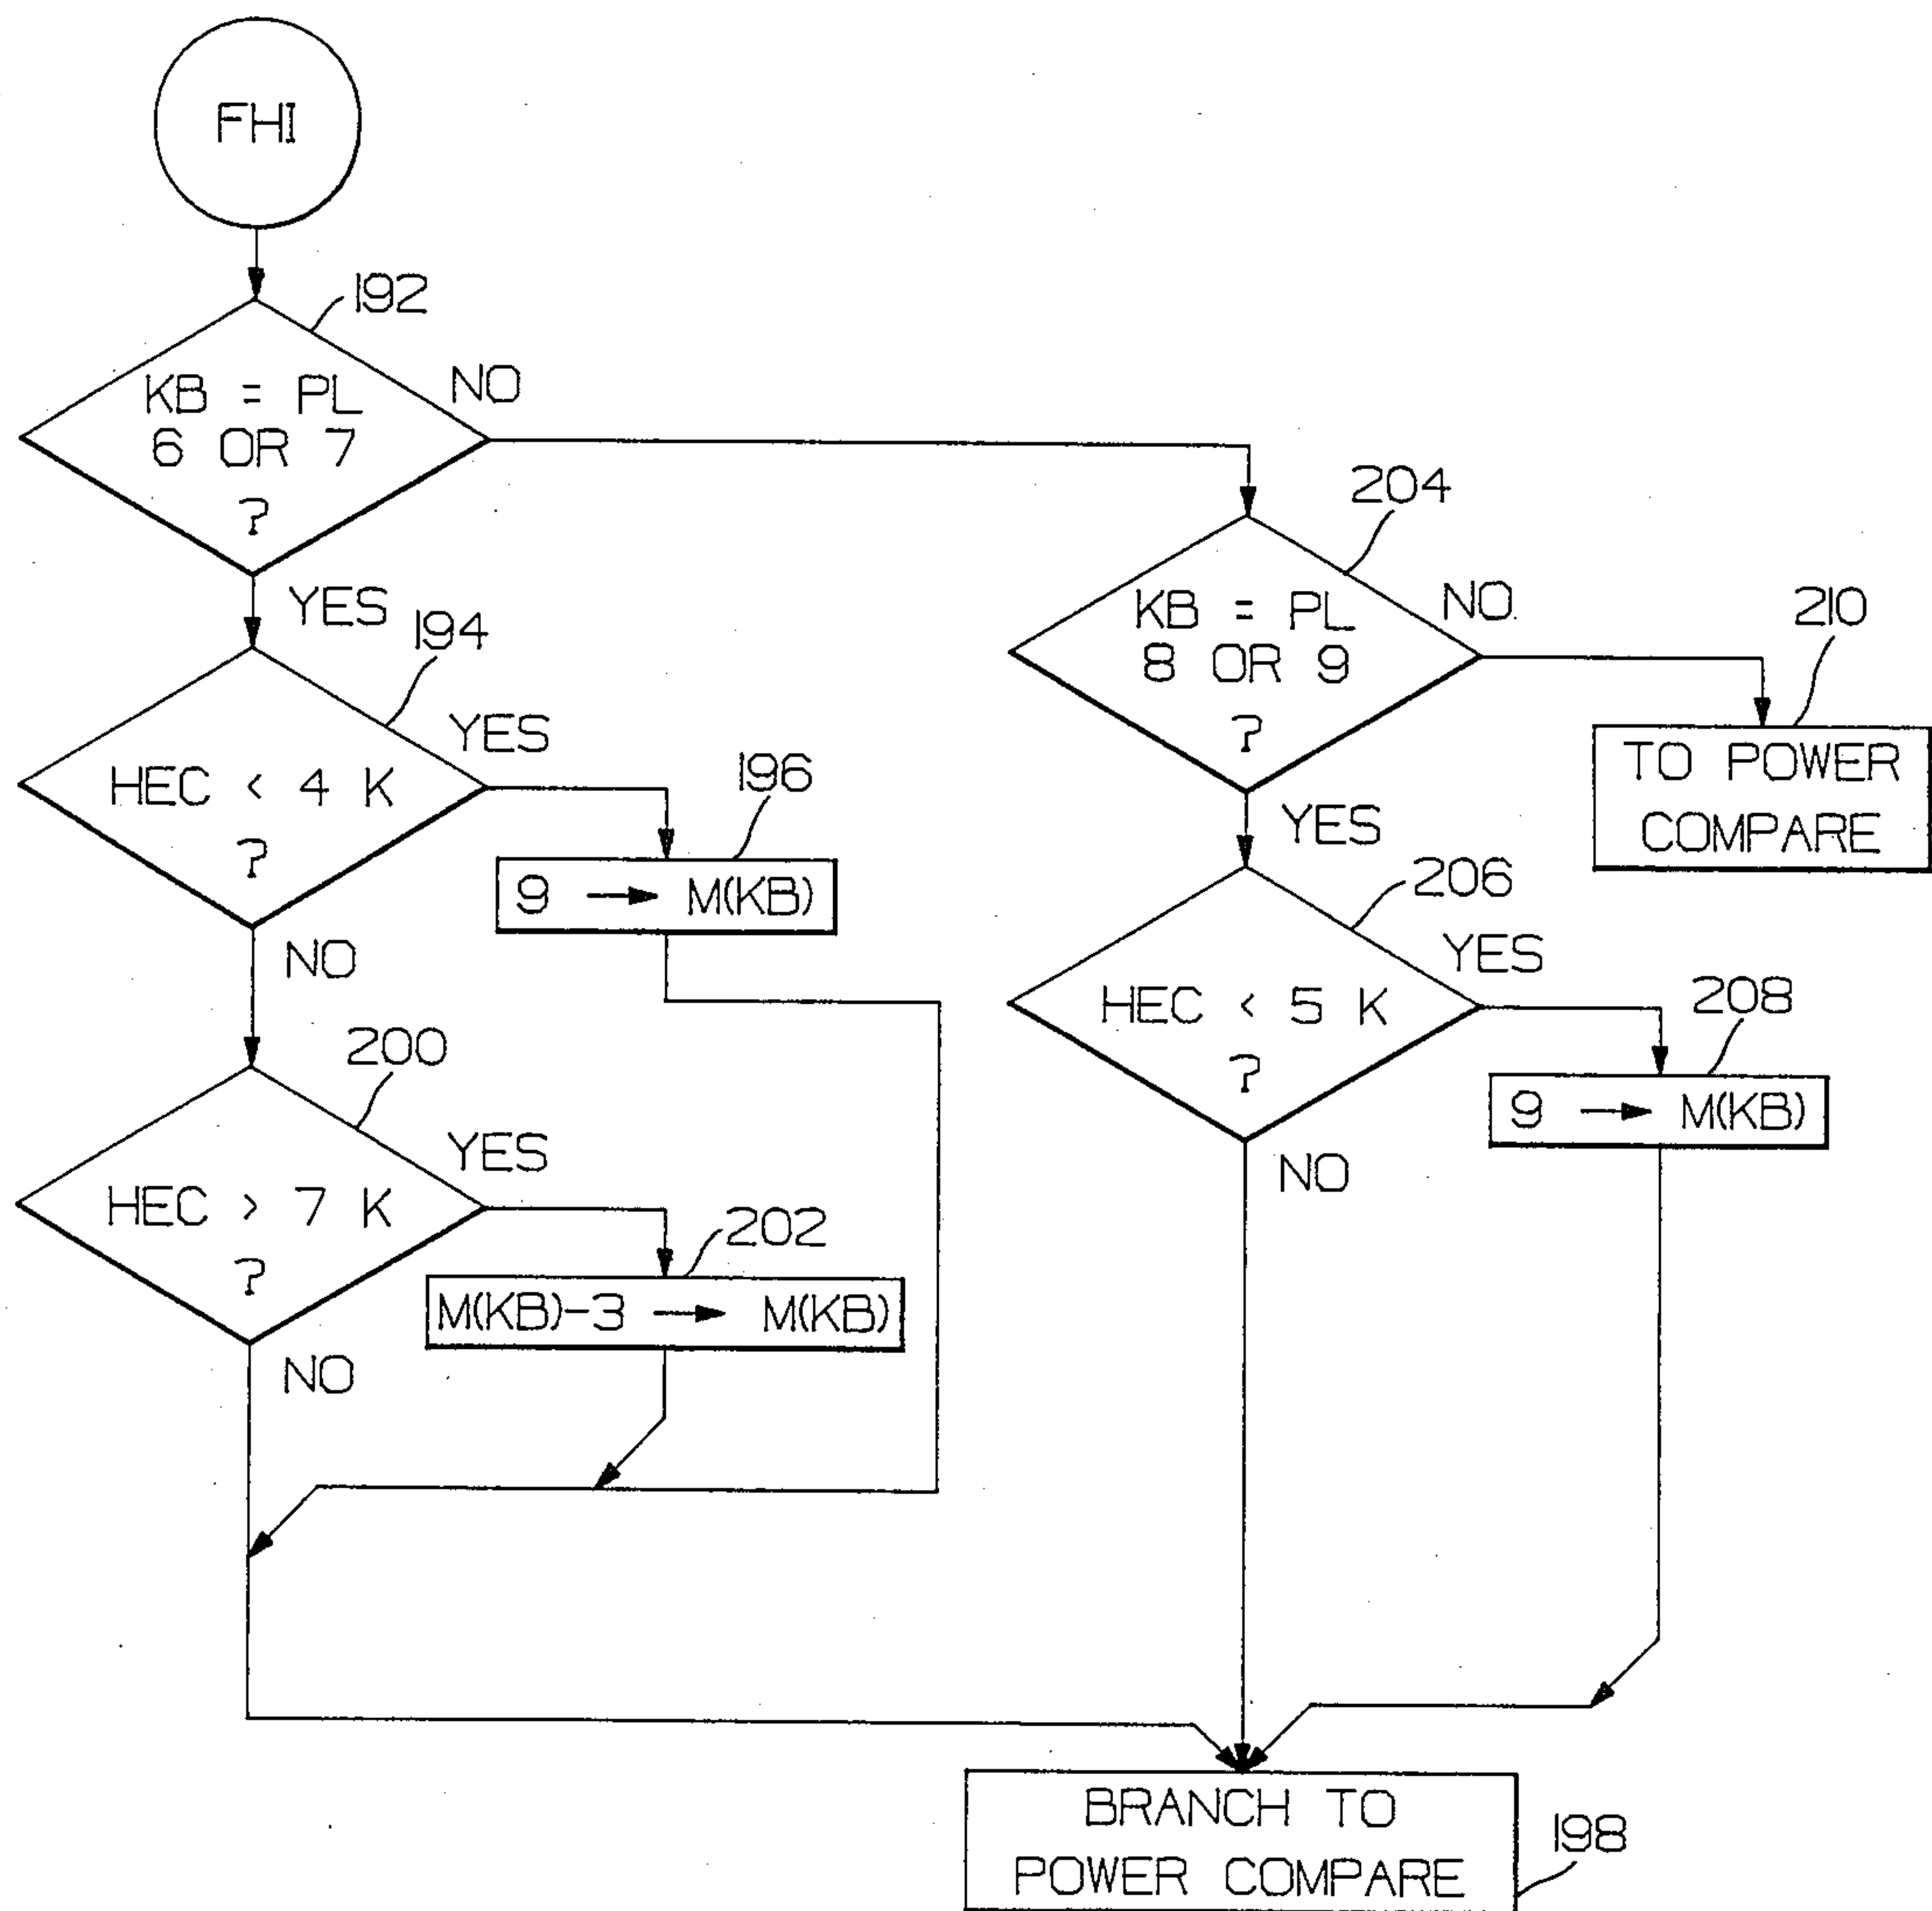 FHI
192
KB = PL
6 OR 7
?
NO
YES
194
HEC < 4 K
?
YES
196
9 → M(KB)
NO
200
HEC > 7 K
?
YES
202
M(KB)-3 → M(KB)
NO
204
KB = PL
8 OR 9
?
NO
210
TO POWER
COMPARE
YES
206
HEC < 5 K
?
YES
208
9 → M(KB)
NO
BRANCH TO
POWER COMPARE
198